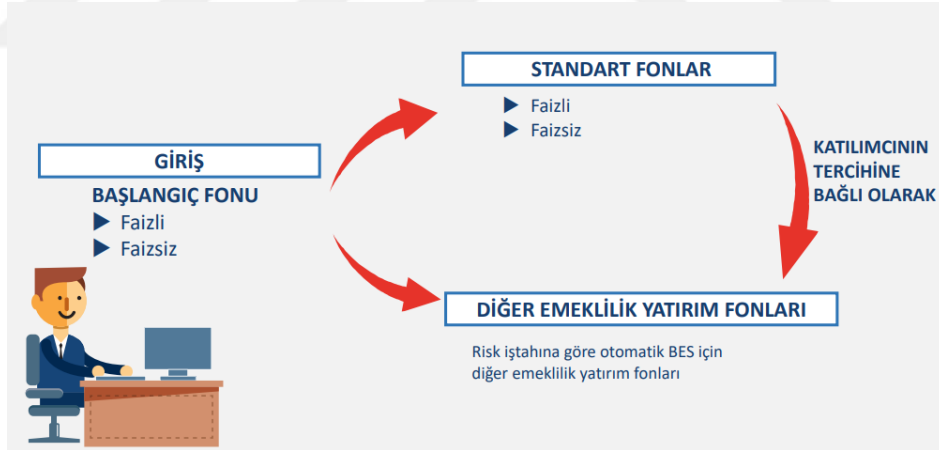 GİRİŞ
BAŞLANGIÇ FONU
Faizli
Faizsiz
STANDART FONLAR
Faizli
Faizsiz
KATILIMCININ
TERCİHİNE
BAĞLI OLARAK
DİĞER EMEKLİLİK YATIRIM FONLARI
Risk iştahına göre otomatik BES için
diğer emeklilik yatırım fonları